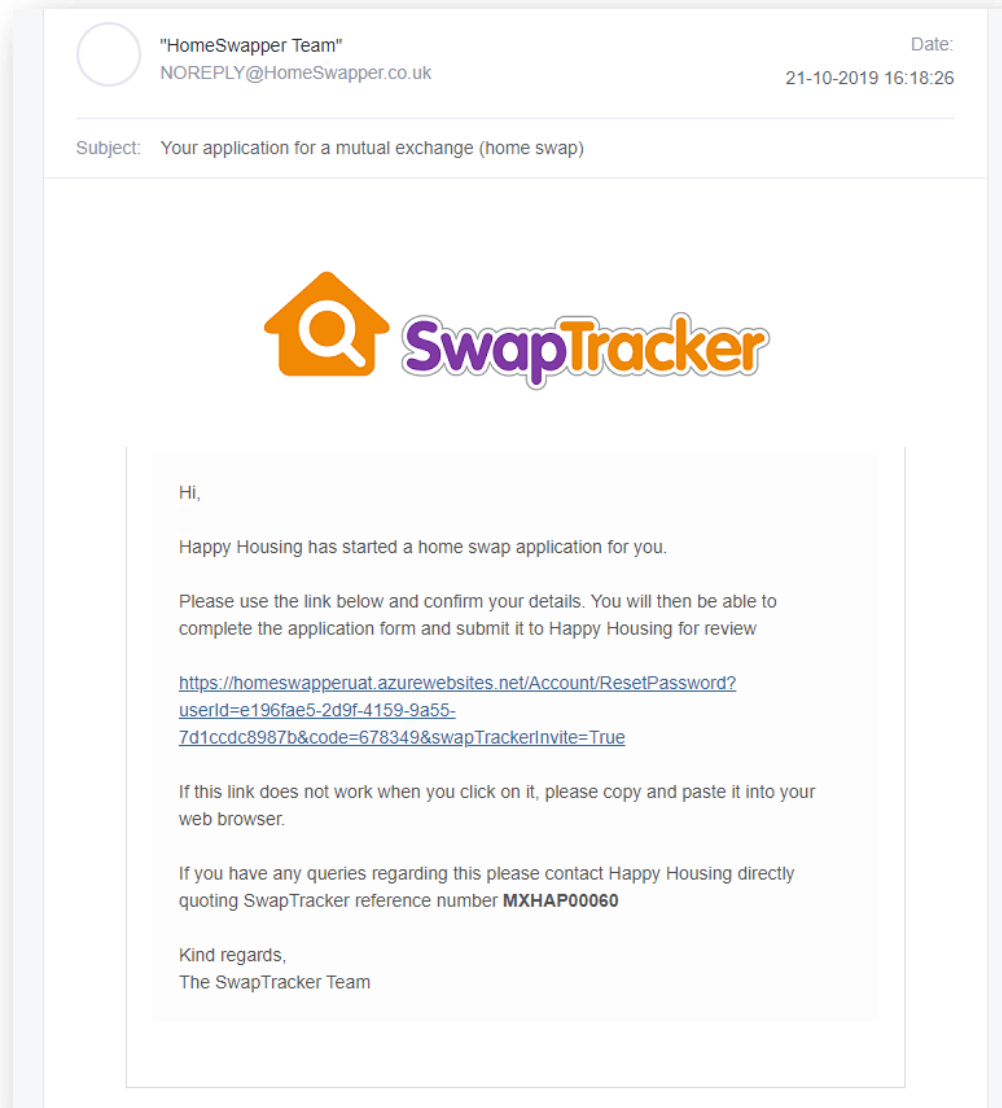 "HomeSwapper Team"
Date:
NOREPLY@HomeSwapper.co.uk
21-10-2019 16:18:26
Subject: Your application for a mutual exchange (home swap)
SwapTracker
Hi,
Happy Housing has started a home swap application for you.
Please use the link below and confirm your details. You will then be able to
complete the application form and submit it to Happy Housing for review
https://homeswapperuat.azurewebsites.net/Account/ResetPassword?
userId=e196fae5-2d9f-4159-9a55-
7d1ccdc8987b&code=678349&swapTrackerInvite=True
If this link does not work when you click on it, please copy and paste it into your
web browser.
If you have any queries regarding this please contact Happy Housing directly
quoting SwapTracker reference number MXHAP00060
Kind regards,
The SwapTracker Team